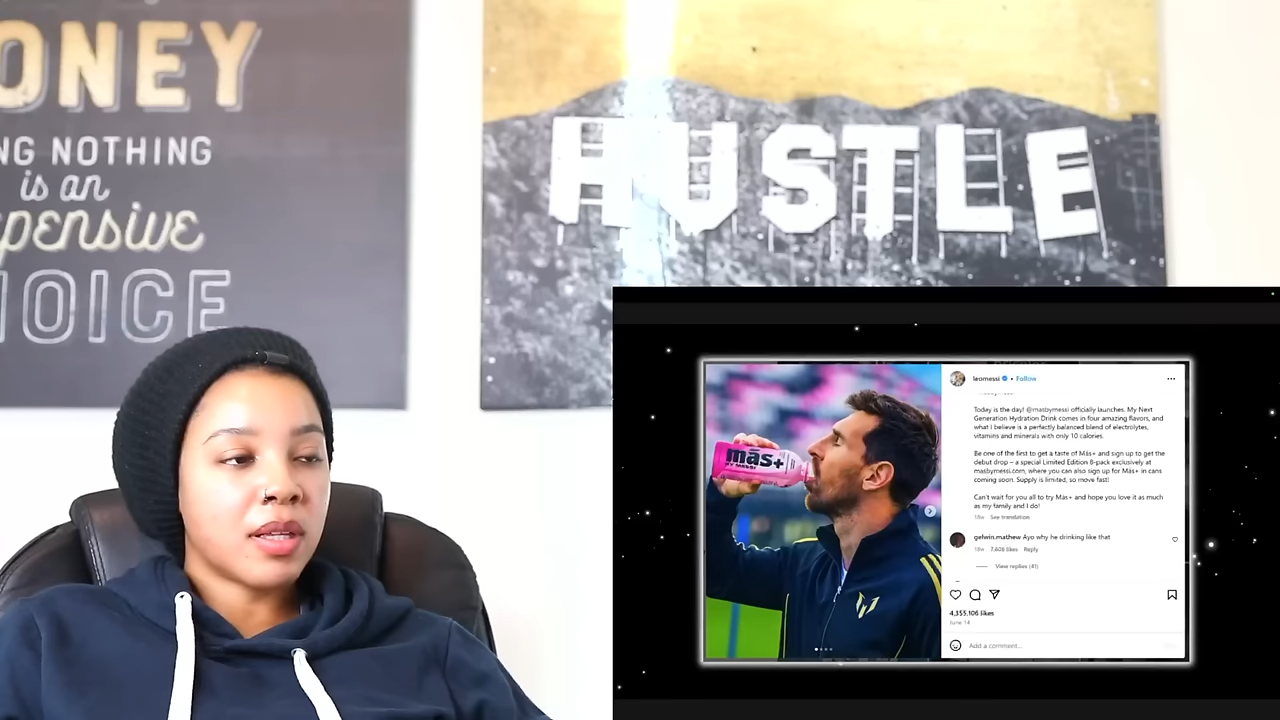 ONEY
NG NOTHING
is an
pensive
HOICE
HUSTLE
más+
leomessi • Follow
Today is the day! @masbymessi officially launches. My Next
Generation Hydration Drink comes in four amazing flavors, and
what I believe is a perfectly balanced blend of electrolytes,
vitamins and minerals with only 10 calories.
Be one of the first to get a taste of Más+ and sign up to get the
debut drop – a special Limited Edition 8-pack exclusively at
masbymessi.com, where you can also sign up for Más+ in cans
coming soon. Supply is limited, so move fast!
Can't wait for you all to try Más+ and hope you love it as much
as my family and I do!
18w See translation
gelwin.mathew Ayo why he drinking like that
18w 7,608 likes Reply
View replies (41)
4,355,106 likes
June 14
Add a comment...